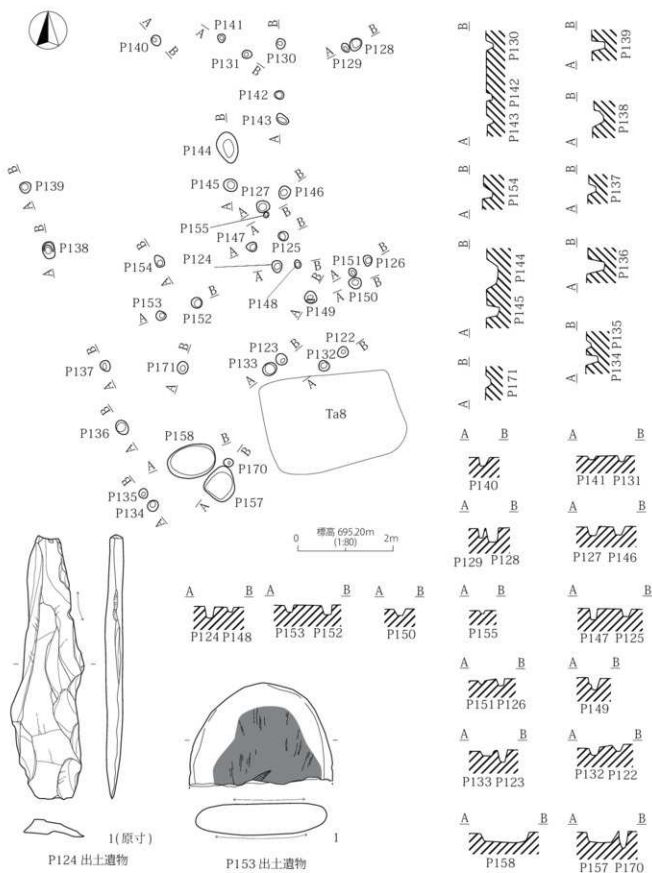 A
P140
B
A
P141
B
P130
P131
B
B
P128
A
P129
P142
P143
A
B
P144
P145
P127
B
P146
A
B
P155
A
B
P147
P125
P124
A
P148
B
P151
B
P126
A
P150
B
A
B
P149
A
B
P139
A
B
P138
A
B
P154
A
P153
A
P152
B
B
P137
A
B
P171
A
P123
B
P133
A
P122
P132
B
A
Ta8
B
P136
A
P158
A
B
B
P170
P157
A
B
P135
P134
A
標高 695.20m
(1:80)
0 2m
B
P130
P142
P143
A
B
P139
A
B
P138
A
B
P154
A
B
P137
A
B
P144
P145
A
B
P136
A
B
P135
P134
A
B
P171
A
A B
P140
A B
P141 P131
A B
P129 P128
A B
P127 P146
A B
P124 P148
A B
P153 P152
A B
P150
A B
P155
A B
P147 P125
A B
P151 P126
A B
P149
A B
P133 P123
A B
P132 P122
A B
P158
A B
P157 P170
1(原寸)
P124 出土遺物
1
P153 出土遺物